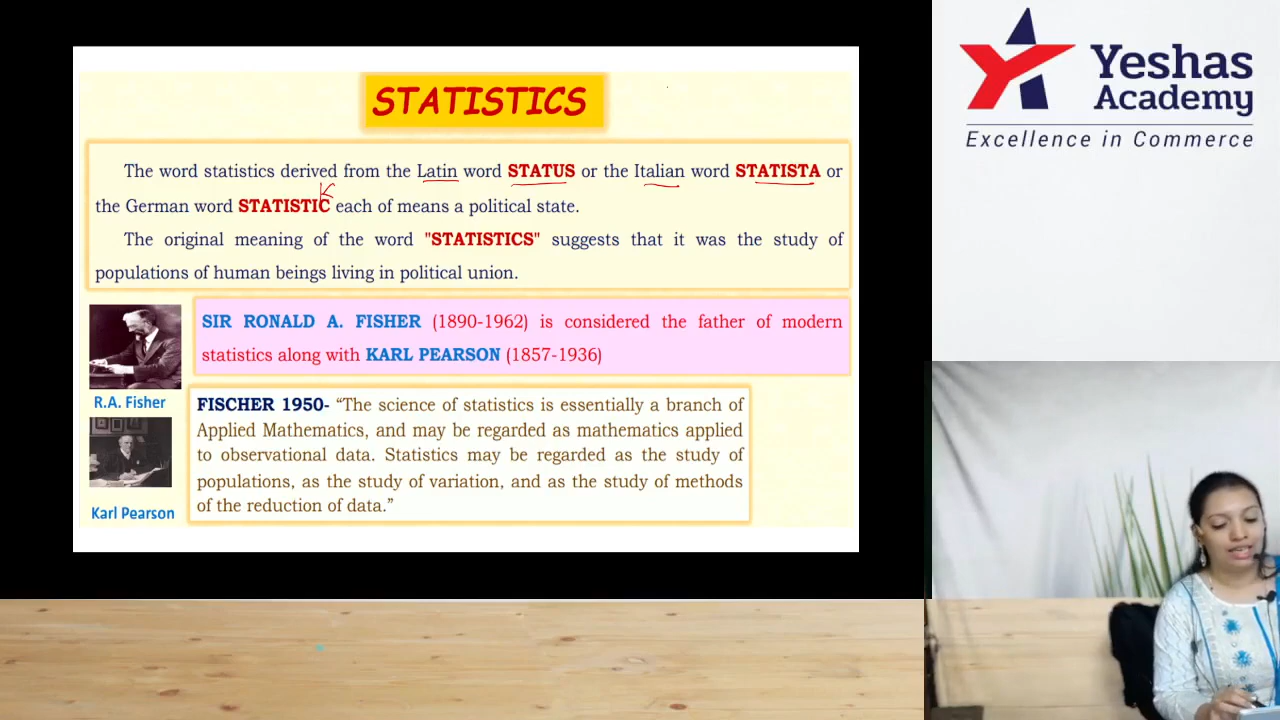 STATISTICS
The word statistics derived from the Latin word STATUS or the Italian word STATISTA or
K
the German word STATISTIC each of means a political state.
The original meaning of the word "STATISTICS" suggests that it was the study of
populations of human beings living in political union.
SIR RONALD A. FISHER (1890-1962) is considered the father of modern
statistics along with KARL PEARSON (1857-1936)
R.A. Fisher
FISCHER 1950- “The science of statistics is essentially a branch of
Applied Mathematics, and may be regarded as mathematics applied
to observational data. Statistics may be regarded as the study of
populations, as the study of variation, and as the study of methods
of the reduction of data.”
Karl Pearson
Yeshas
Academy
Excellence in Commerce